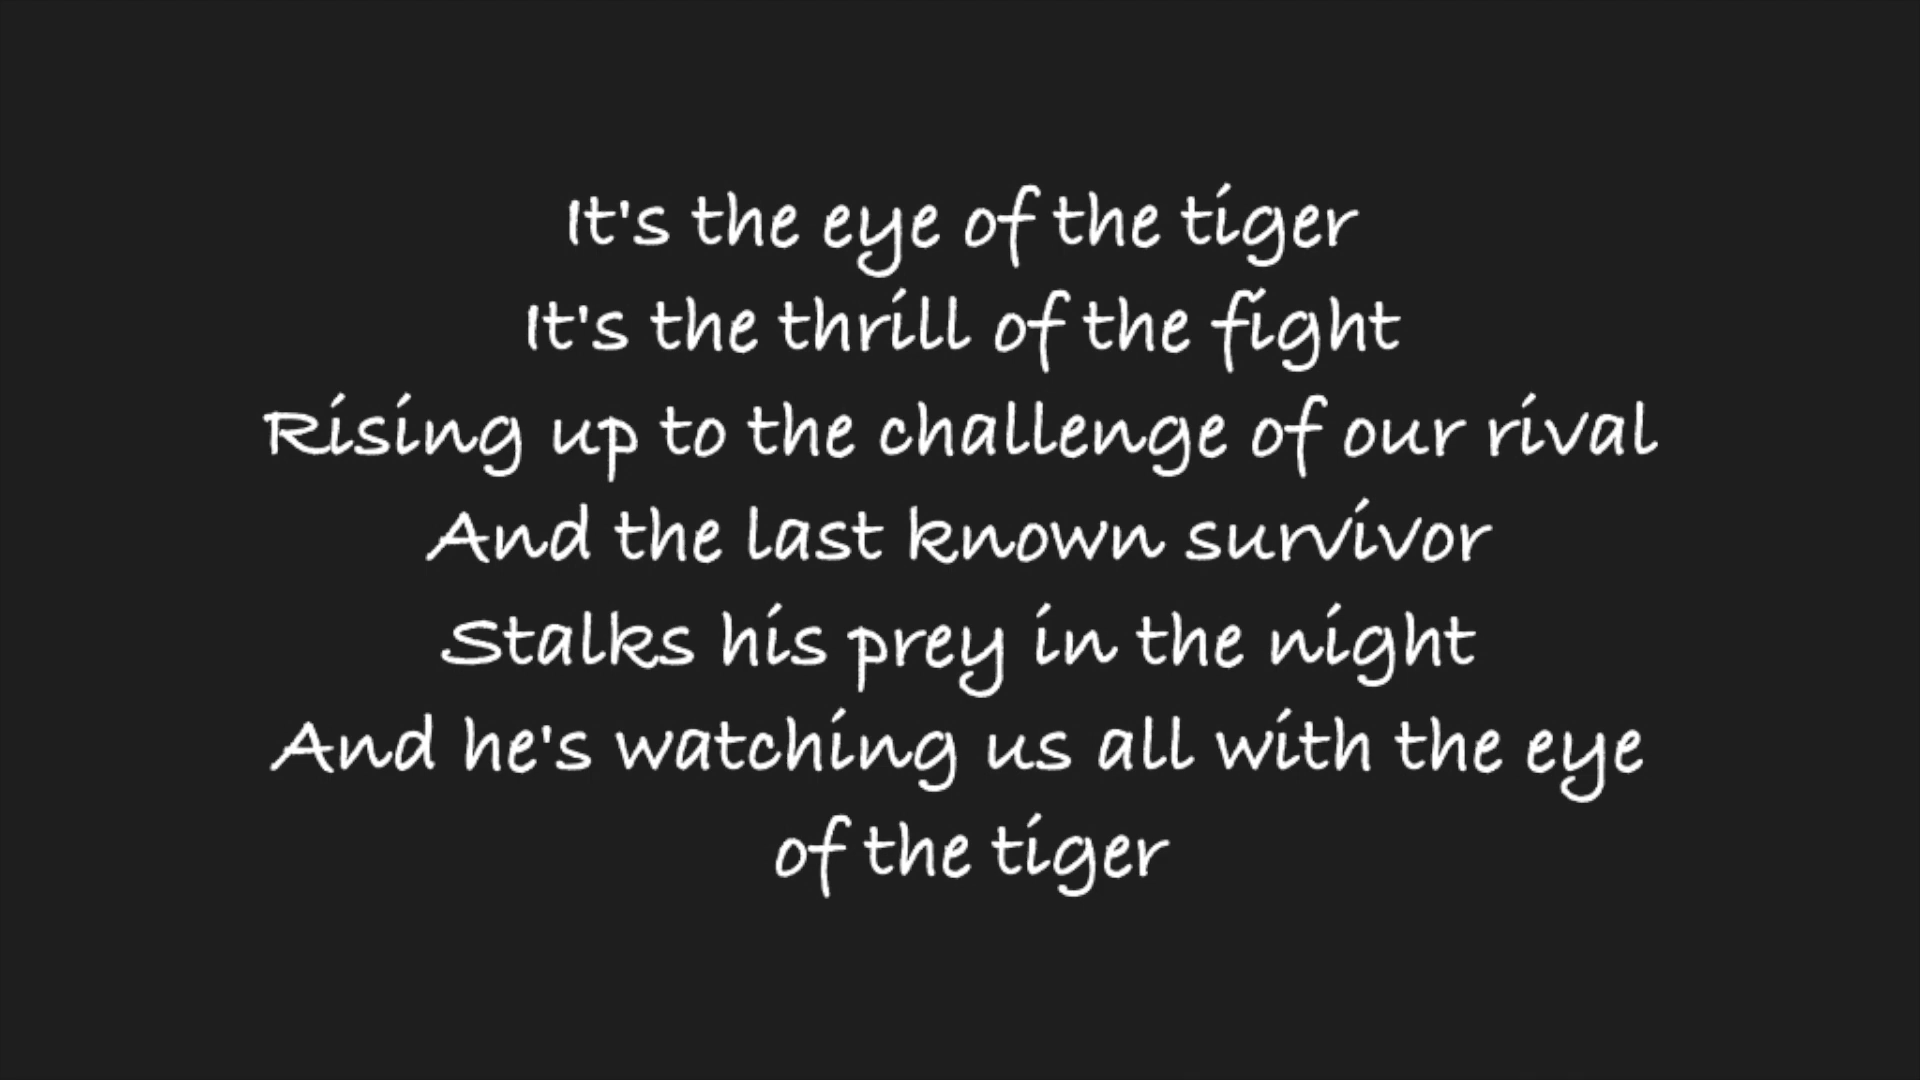 It's the eye of the tiger
It's the thrill of the fight
Rising up to the challenge of our rival
And the last known survivor
Stalks his prey in the night
And he's watching us all with the eye
of the tiger